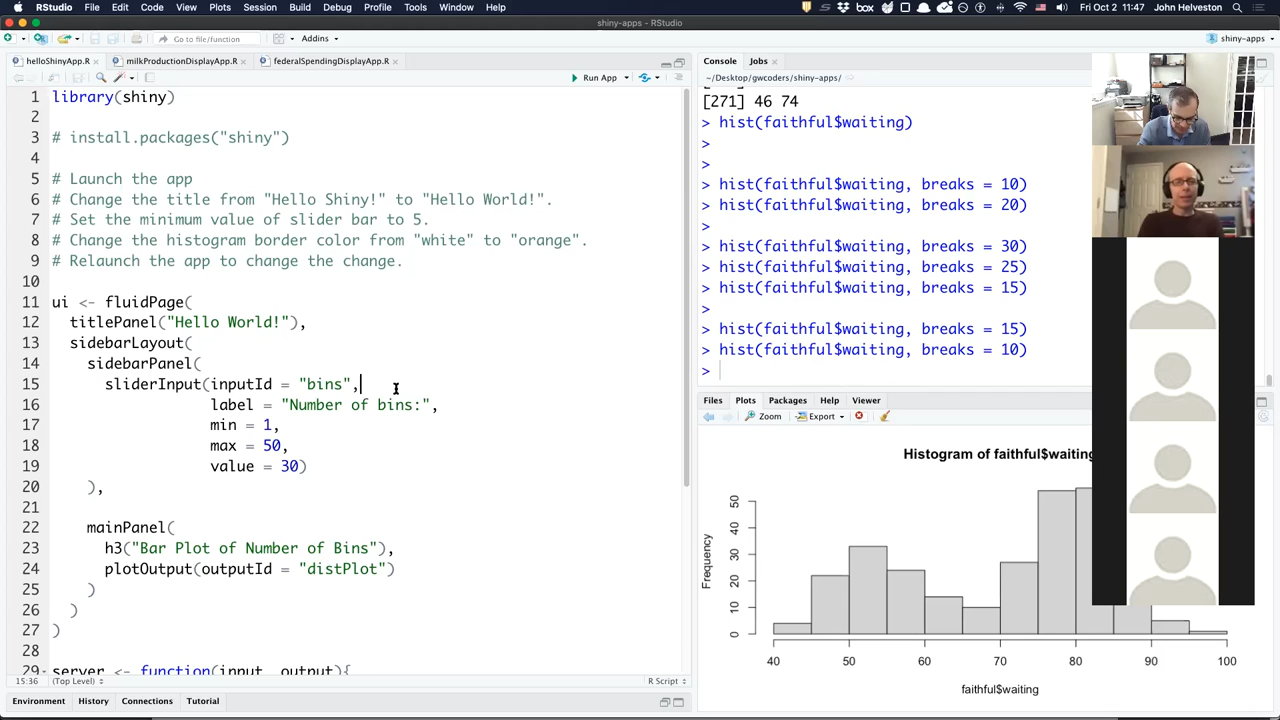 RStudio File Edit Code View Plots Session Build Debug Profile Tools Window Help
box
Fri Oct 2 11:47 John Helveston
shiny-apps – RStudio
Go to file/function
Addins
shiny-apps
helloShinyApp.R
milkProductionDisplayApp.R
federalSpendingDisplayApp.R
Run App
1 library(shiny)
2
3 # install.packages("shiny")
4
5 # Launch the app
6 # Change the title from "Hello Shiny!" to "Hello World!".
7 # Set the minimum value of slider bar to 5.
8 # Change the histogram border color from "white" to "orange".
9 # Relaunch the app to change the change.
10
11 ui <- fluidPage(
12 titlePanel("Hello World!"),
13 sidebarLayout(
14 sidebarPanel(
15 sliderInput(inputId = "bins",
16 label = "Number of bins:",
17 min = 1,
18 max = 50,
19 value = 30)
20 ),
21
22 mainPanel(
23 h3("Bar Plot of Number of Bins"),
24 plotOutput(outputId = "distPlot")
25 )
26 )
27 )
28
29 server <- function(input, output){
15:36 (Top Level) R Script
Environment History Connections Tutorial
Console Jobs
~/Desktop/gwcoders/shiny-apps/
[271] 46 74
> hist(faithful$waiting)
>
>
> hist(faithful$waiting, breaks = 10)
> hist(faithful$waiting, breaks = 20)
>
> hist(faithful$waiting, breaks = 30)
> hist(faithful$waiting, breaks = 25)
> hist(faithful$waiting, breaks = 15)
>
> hist(faithful$waiting, breaks = 15)
> hist(faithful$waiting, breaks = 10)
>
Files Plots Packages Help Viewer
Zoom Export
Histogram of faithful$waiting
Frequency
50
40
30
20
10
0
40 50 60 70 80 90 100
faithful$waiting